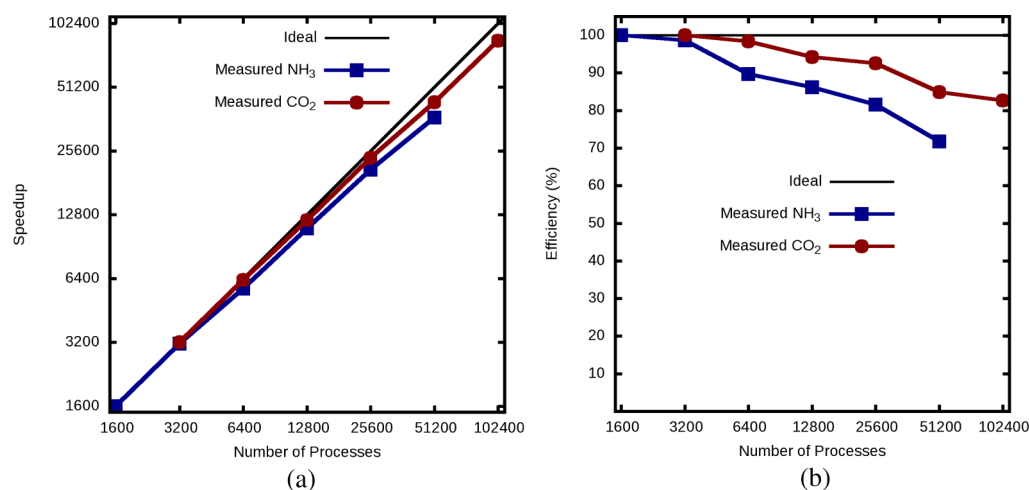 102400
51200
25600
12800
6400
3200
1600
Speedup
Ideal
Measured NH₃
Measured CO₂
1600 3200 6400 12800 25600 51200 102400
Number of Processes
(a)
100
90
80
70
60
50
40
30
20
10
Efficiency (%)
Ideal
Measured NH₃
Measured CO₂
1600 3200 6400 12800 25600 51200 102400
Number of Processes
(b)